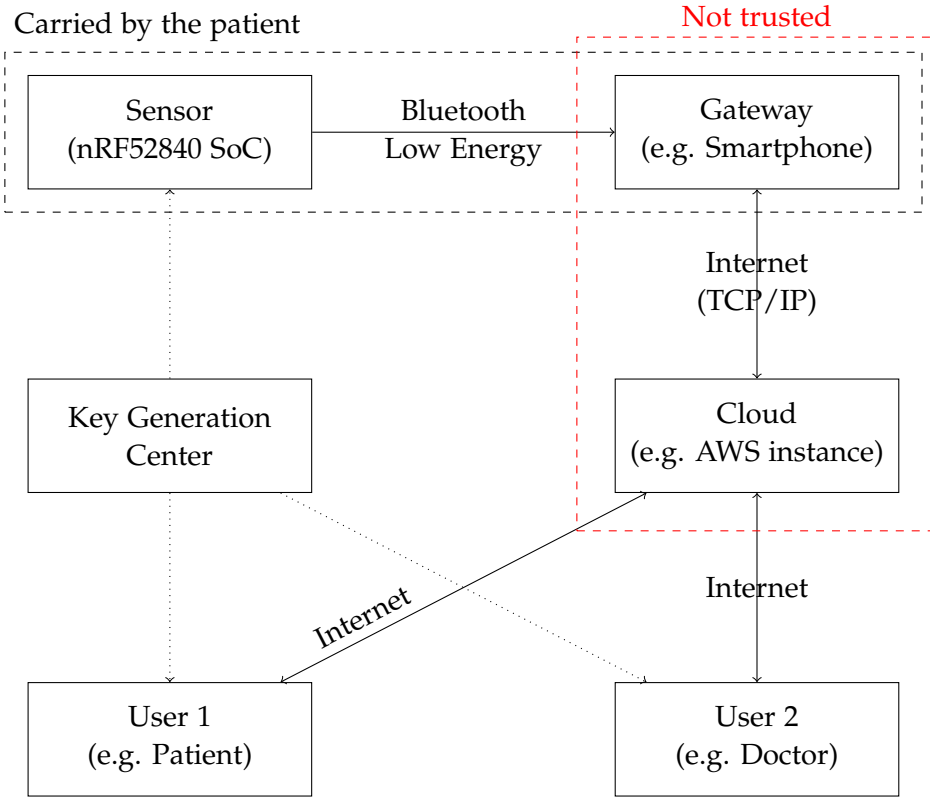 Carried by the patient
Not trusted
Sensor
(nRF52840 SoC)
Bluetooth
Low Energy
Gateway
(e.g. Smartphone)
Internet
(TCP/IP)
Key Generation
Center
Cloud
(e.g. AWS instance)
Internet
Internet
User 1
(e.g. Patient)
User 2
(e.g. Doctor)